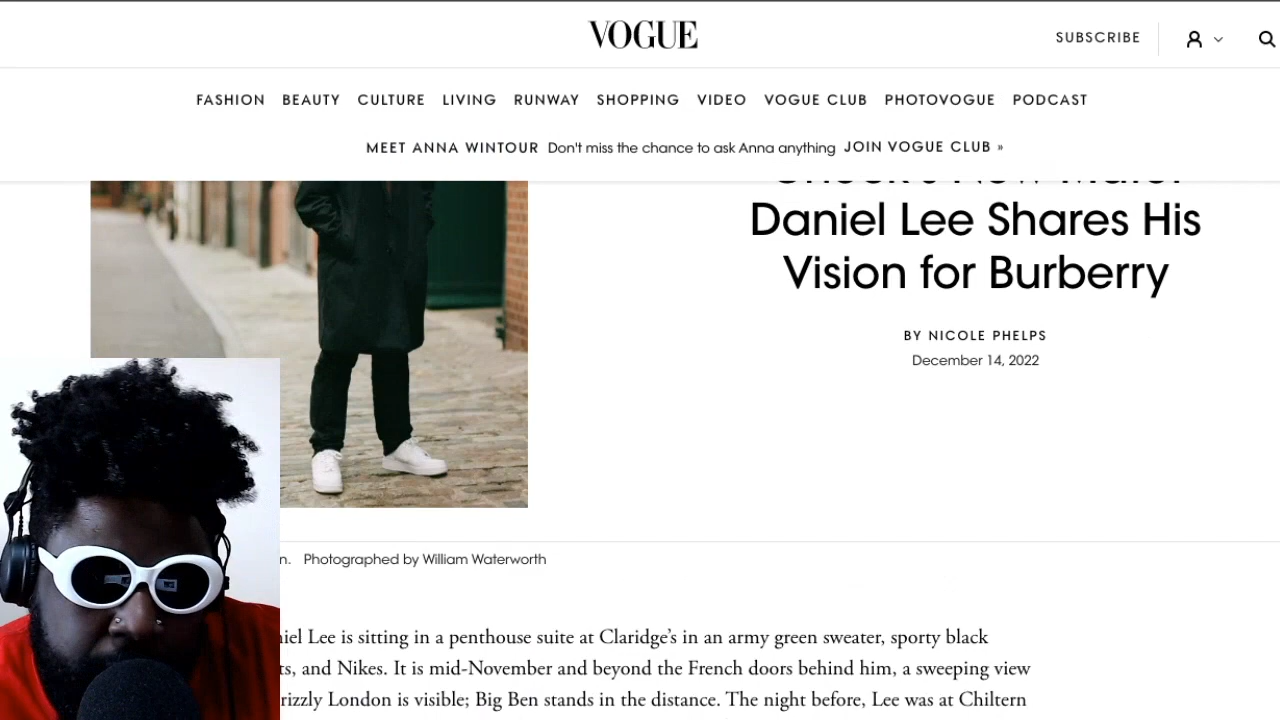 VOGUE
SUBSCRIBE
FASHION BEAUTY CULTURE LIVING RUNWAY SHOPPING VIDEO VOGUE CLUB PHOTOVOGUE PODCAST
MEET ANNA WINTOUR Don't miss the chance to ask Anna anything JOIN VOGUE CLUB »
Daniel Lee Shares His
Vision for Burberry
BY NICOLE PHELPS
December 14, 2022
n. Photographed by William Waterworth
niel Lee is sitting in a penthouse suite at Claridge’s in an army green sweater, sporty black
ts, and Nikes. It is mid-November and beyond the French doors behind him, a sweeping view
rizzly London is visible; Big Ben stands in the distance. The night before, Lee was at Chiltern